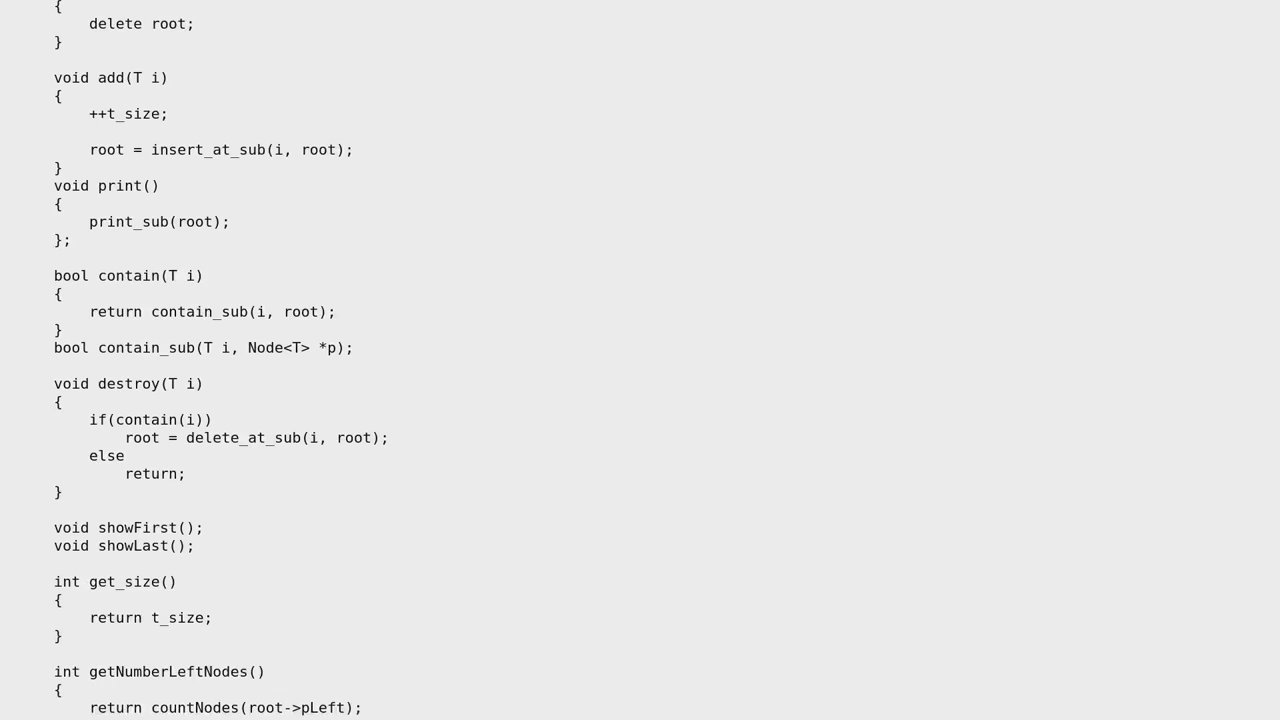 {
    delete root;
}

void add(T i)
{
    ++t_size;

    root = insert_at_sub(i, root);
}
void print()
{
    print_sub(root);
};

bool contain(T i)
{
    return contain_sub(i, root);
}
bool contain_sub(T i, Node<T> *p);

void destroy(T i)
{
    if(contain(i))
        root = delete_at_sub(i, root);
    else
        return;
}

void showFirst();
void showLast();

int get_size()
{
    return t_size;
}

int getNumberLeftNodes()
{
    return countNodes(root->pLeft);